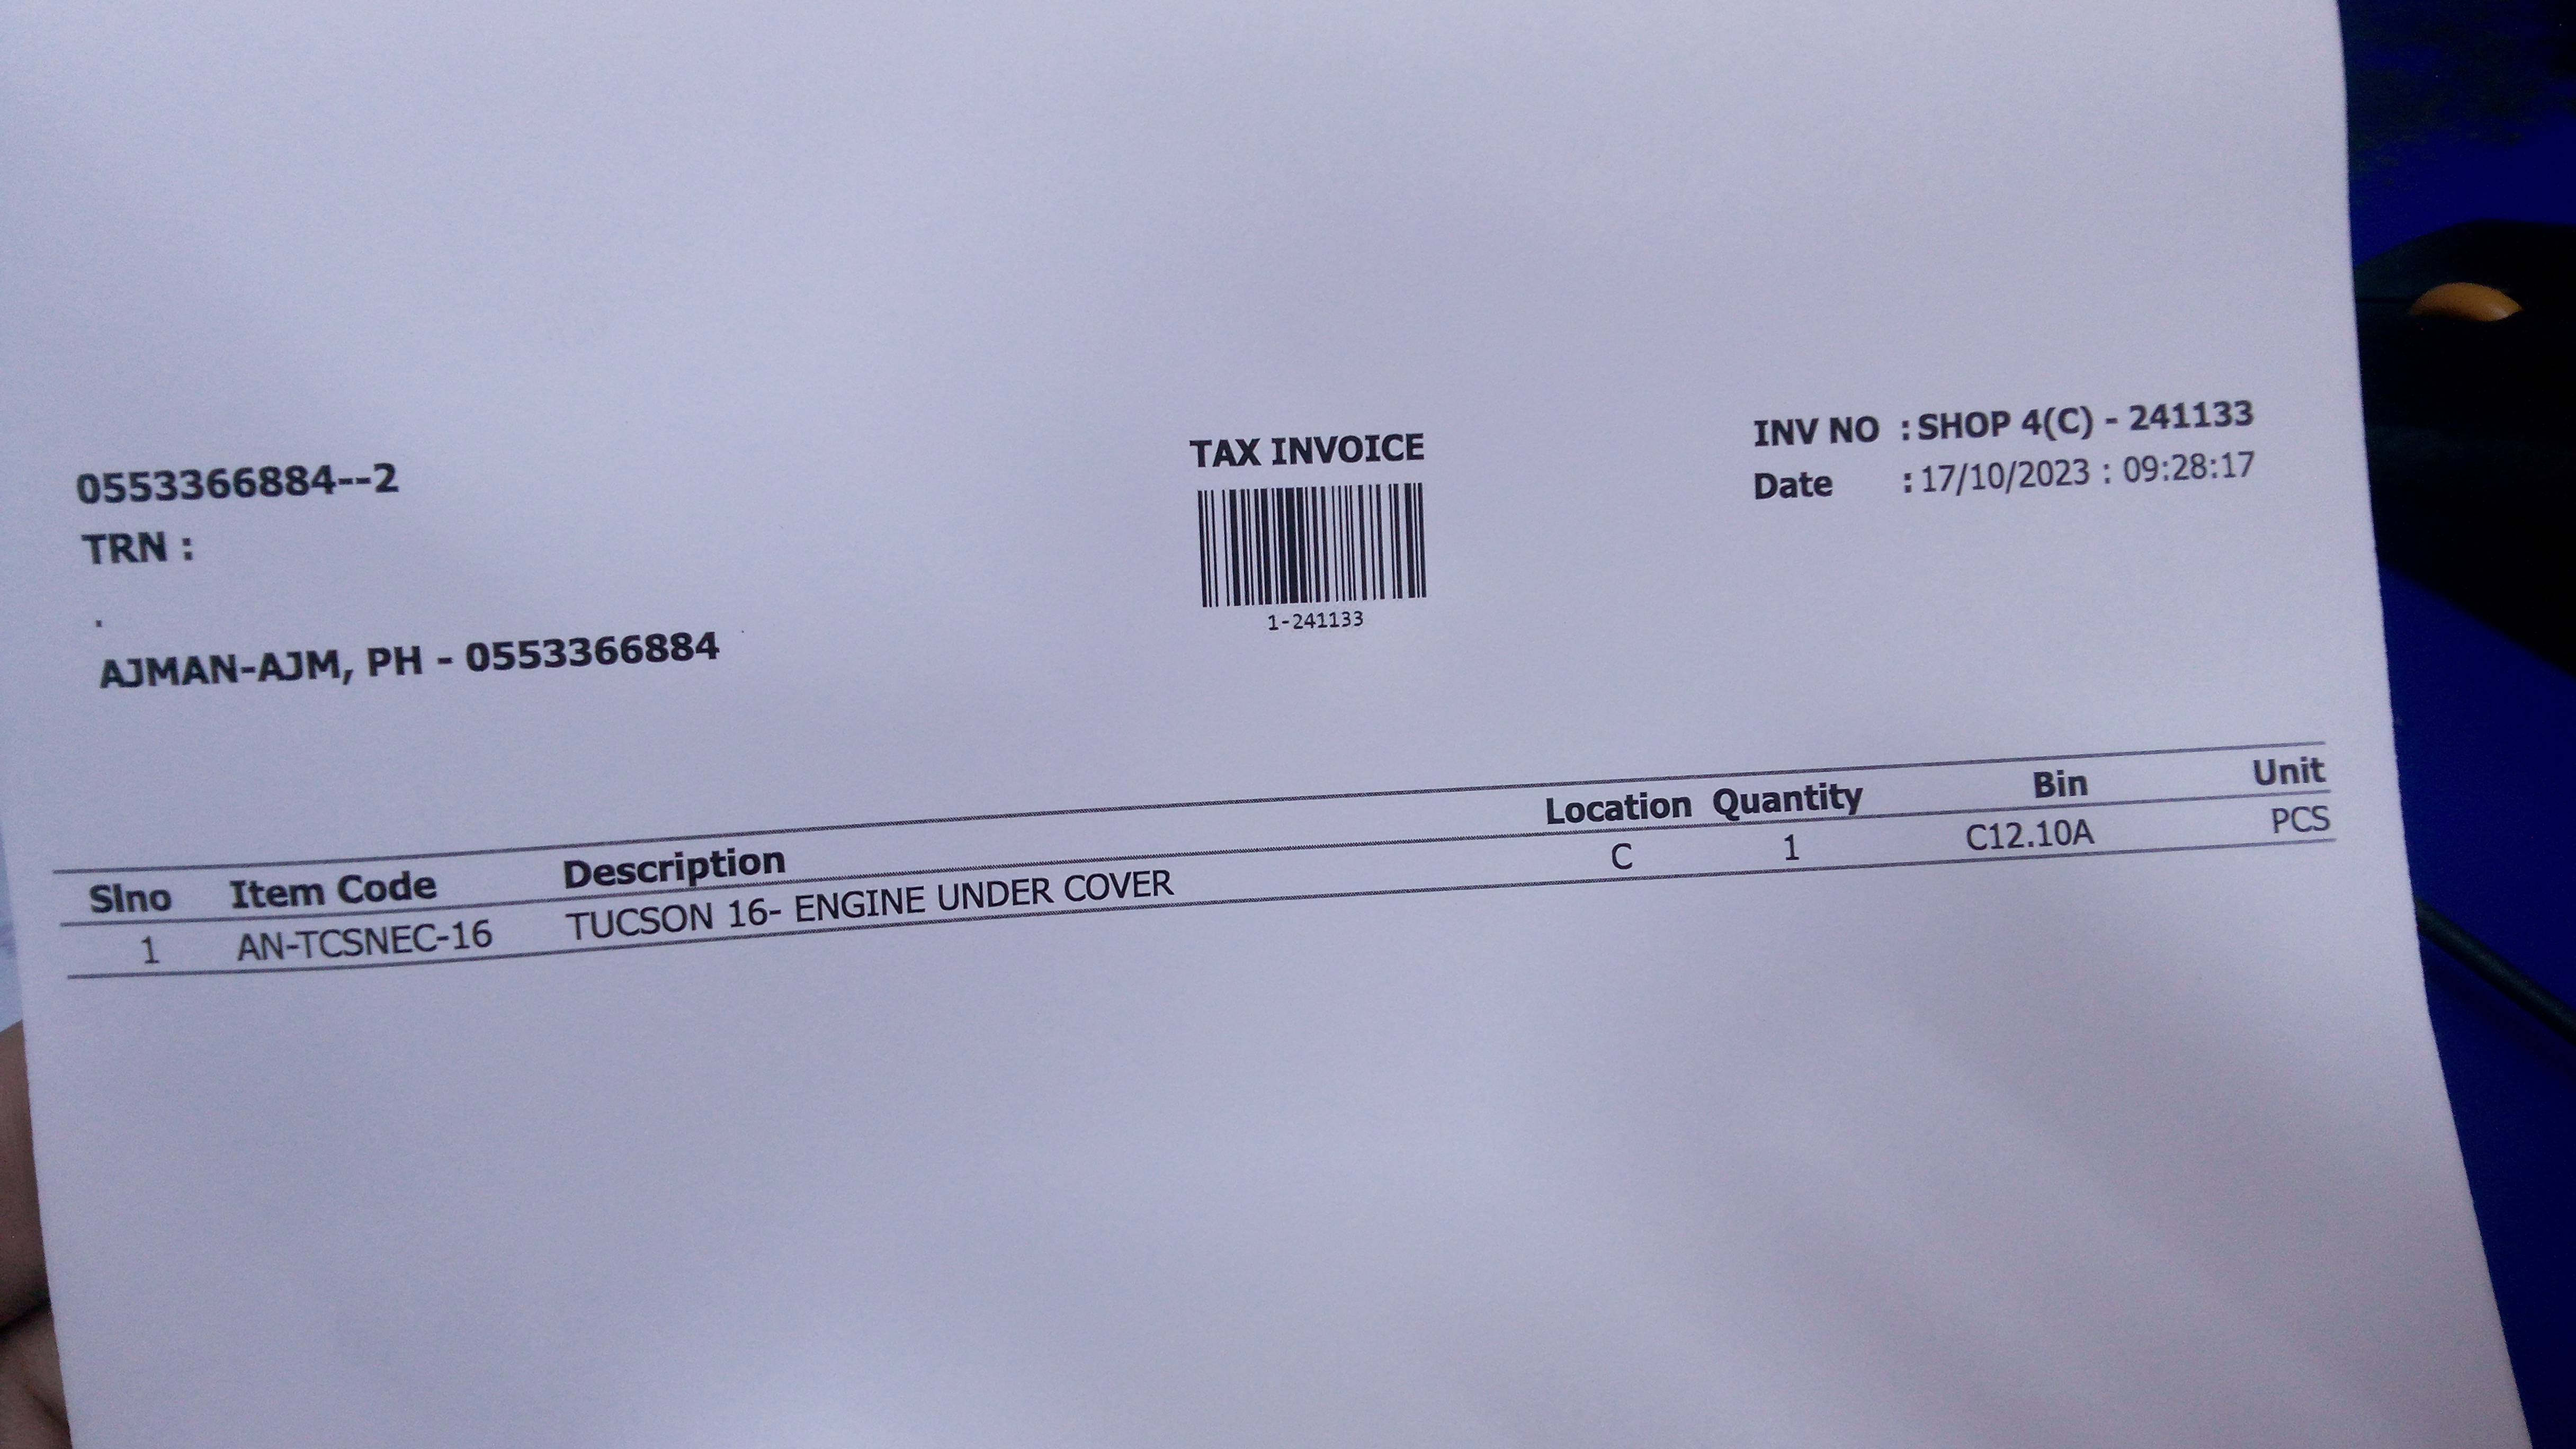 TAX INVOICE
INV NO : SHOP 4(C) - 241133
Date : 17/10/2023 : 09:28:17
0553366884--2
TRN :
.
AJMAN-AJM, PH - 0553366884
1-241133
Slno Item Code Description Location Quantity Bin Unit
1 AN-TCSNEC-16 TUCSON 16- ENGINE UNDER COVER C 1 C12.10A PCS